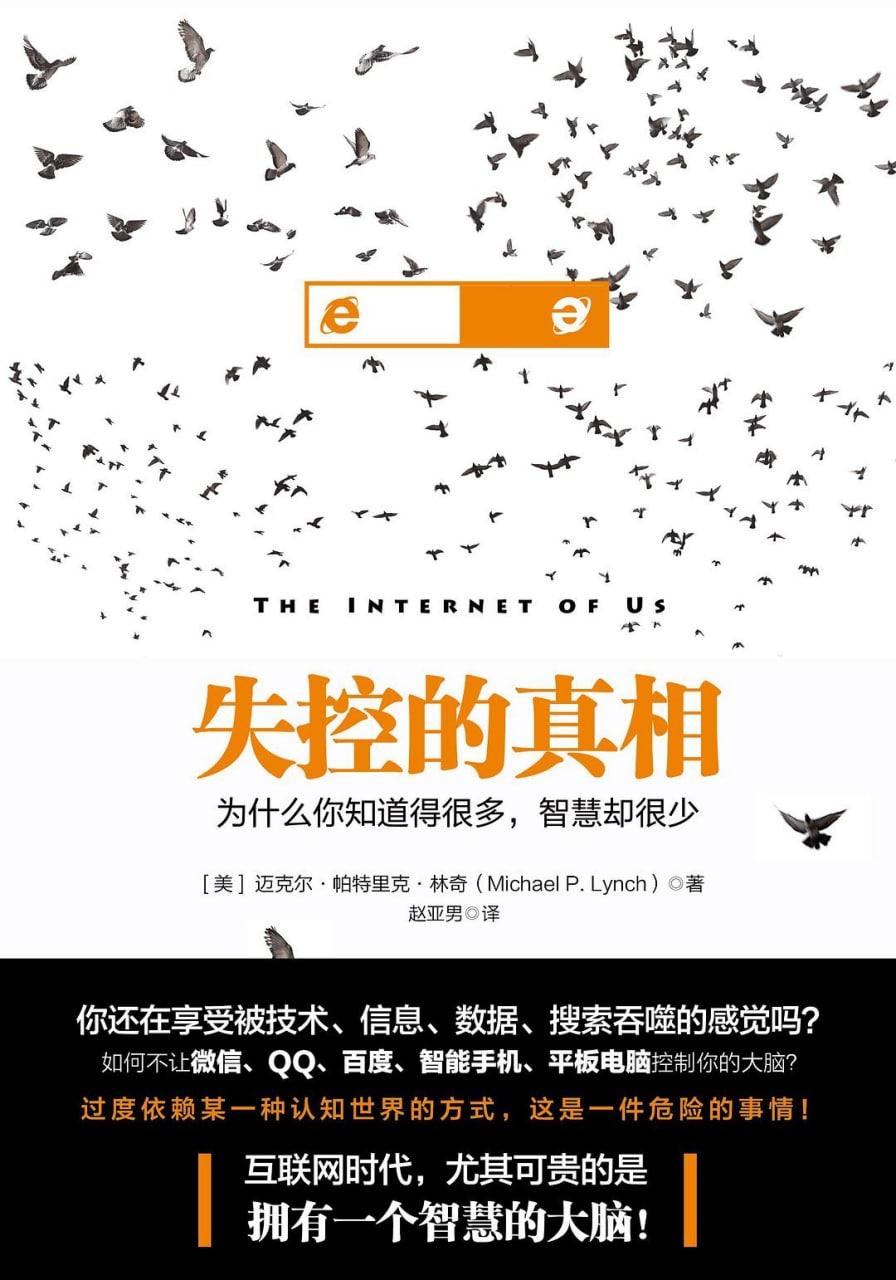 THE INTERNET OF US
失控的真相
为什么你知道得很多，智慧却很少
［美］迈克尔·帕特里克·林奇（Michael P. Lynch）◎著
赵亚男◎译
你还在享受被技术、信息、数据、搜索吞噬的感觉吗？
如何不让微信、QQ、百度、智能手机、平板电脑控制你的大脑？
过度依赖某一种认知世界的方式，这是一件危险的事情！
互联网时代，尤其可贵的是
拥有一个智慧的大脑！